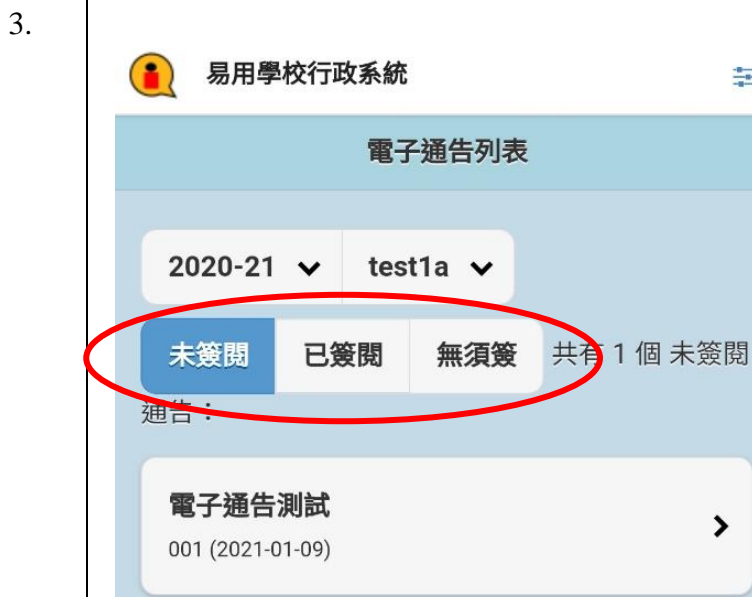 3.
易用學校行政系統
電子通告列表
2020-21 test1a
未簽閱 已簽閱 無須簽 共有 1 個 未簽閱
通告：
電子通告測試
001 (2021-01-09)